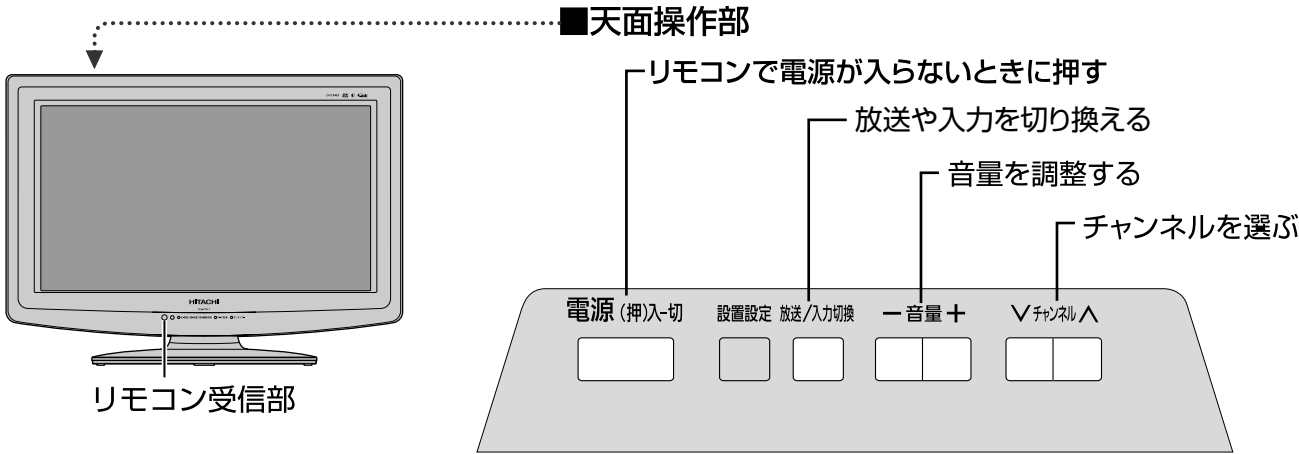 ■天面操作部
リモコンで電源が入らないときに押す
放送や入力を切り換える
音量を調整する
チャンネルを選ぶ
HITACHI
電源(押)入-切
設置設定
放送/入力切換
－音量＋
∨チャンネル∧
リモコン受信部